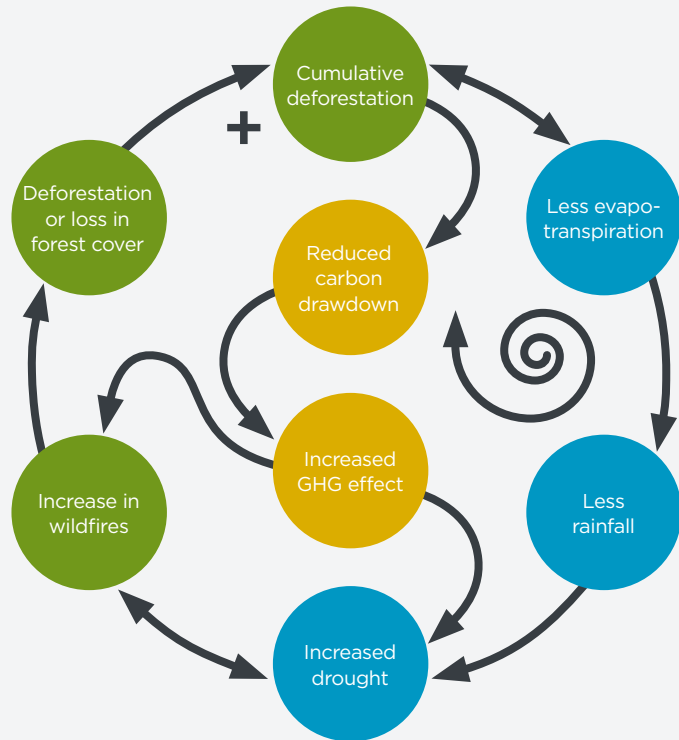 Cumulative
deforestation
+
Deforestation
or loss in
forest cover
Less evapo-
transpiration
Reduced
carbon
drawdown
Increased
GHG effect
Increase in
wildfires
Less
rainfall
Increased
drought